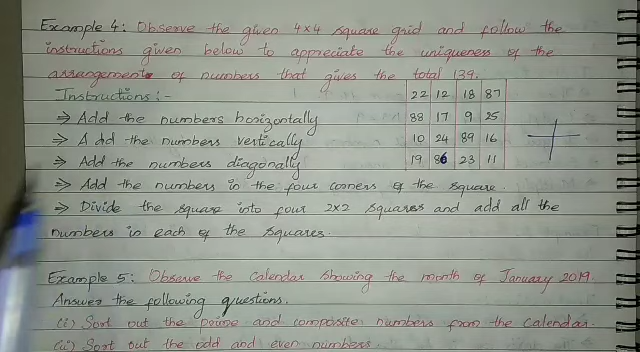 Example 4: Observe the given 4x4 square grid and follow the
instructions given below to appreciate the uniqueness of the
arrangements of numbers that gives the total 139.
Instructions:-
22 12 18 87
⇒ Add the numbers horizontally
88 17 9 25
⇒ Add the numbers vertically
10 24 89 16
⇒ Add the numbers diagonally
19 86 23 11
⇒ Add the numbers in the four corners of the square.
⇒ Divide the square into four 2x2 squares and add all the
numbers in each of the squares.
Example 5: Observe the Calendar showing the month of January 2019.
Answer the following questions.
(i) Sort out the prime and composite numbers from the calendar.
(ii) Sort out the odd and even numbers.